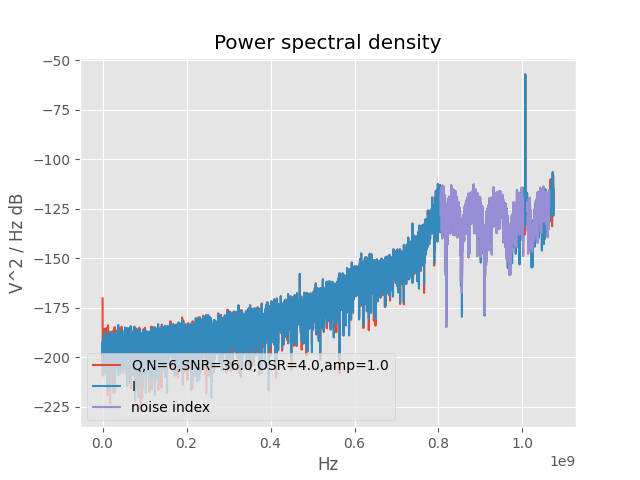 Power spectral density
V^2 / Hz dB
−50
−75
−100
−125
−150
−175
−200
−225
Q,N=6,SNR=36.0,OSR=4.0,amp=1.0
I
noise index
0.0 0.2 0.4 0.6 0.8 1.0
1e9
Hz